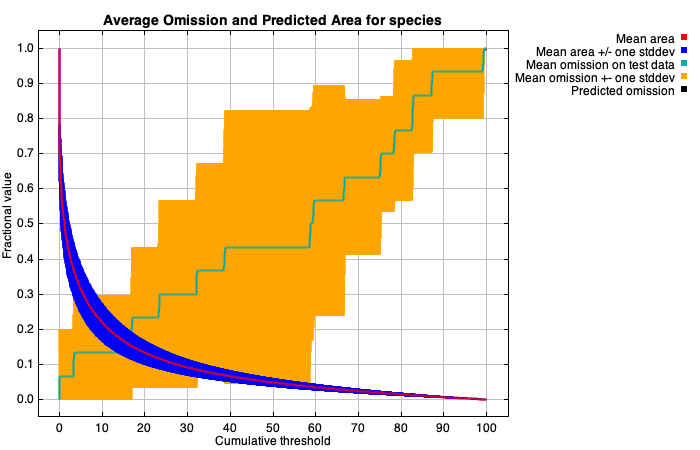 Average Omission and Predicted Area for species
Mean area
Mean area +/- one stddev
Mean omission on test data
Mean omission +- one stddev
Predicted omission
Fractional value
1.0
0.9
0.8
0.7
0.6
0.5
0.4
0.3
0.2
0.1
0.0
0 10 20 30 40 50 60 70 80 90 100
Cumulative threshold